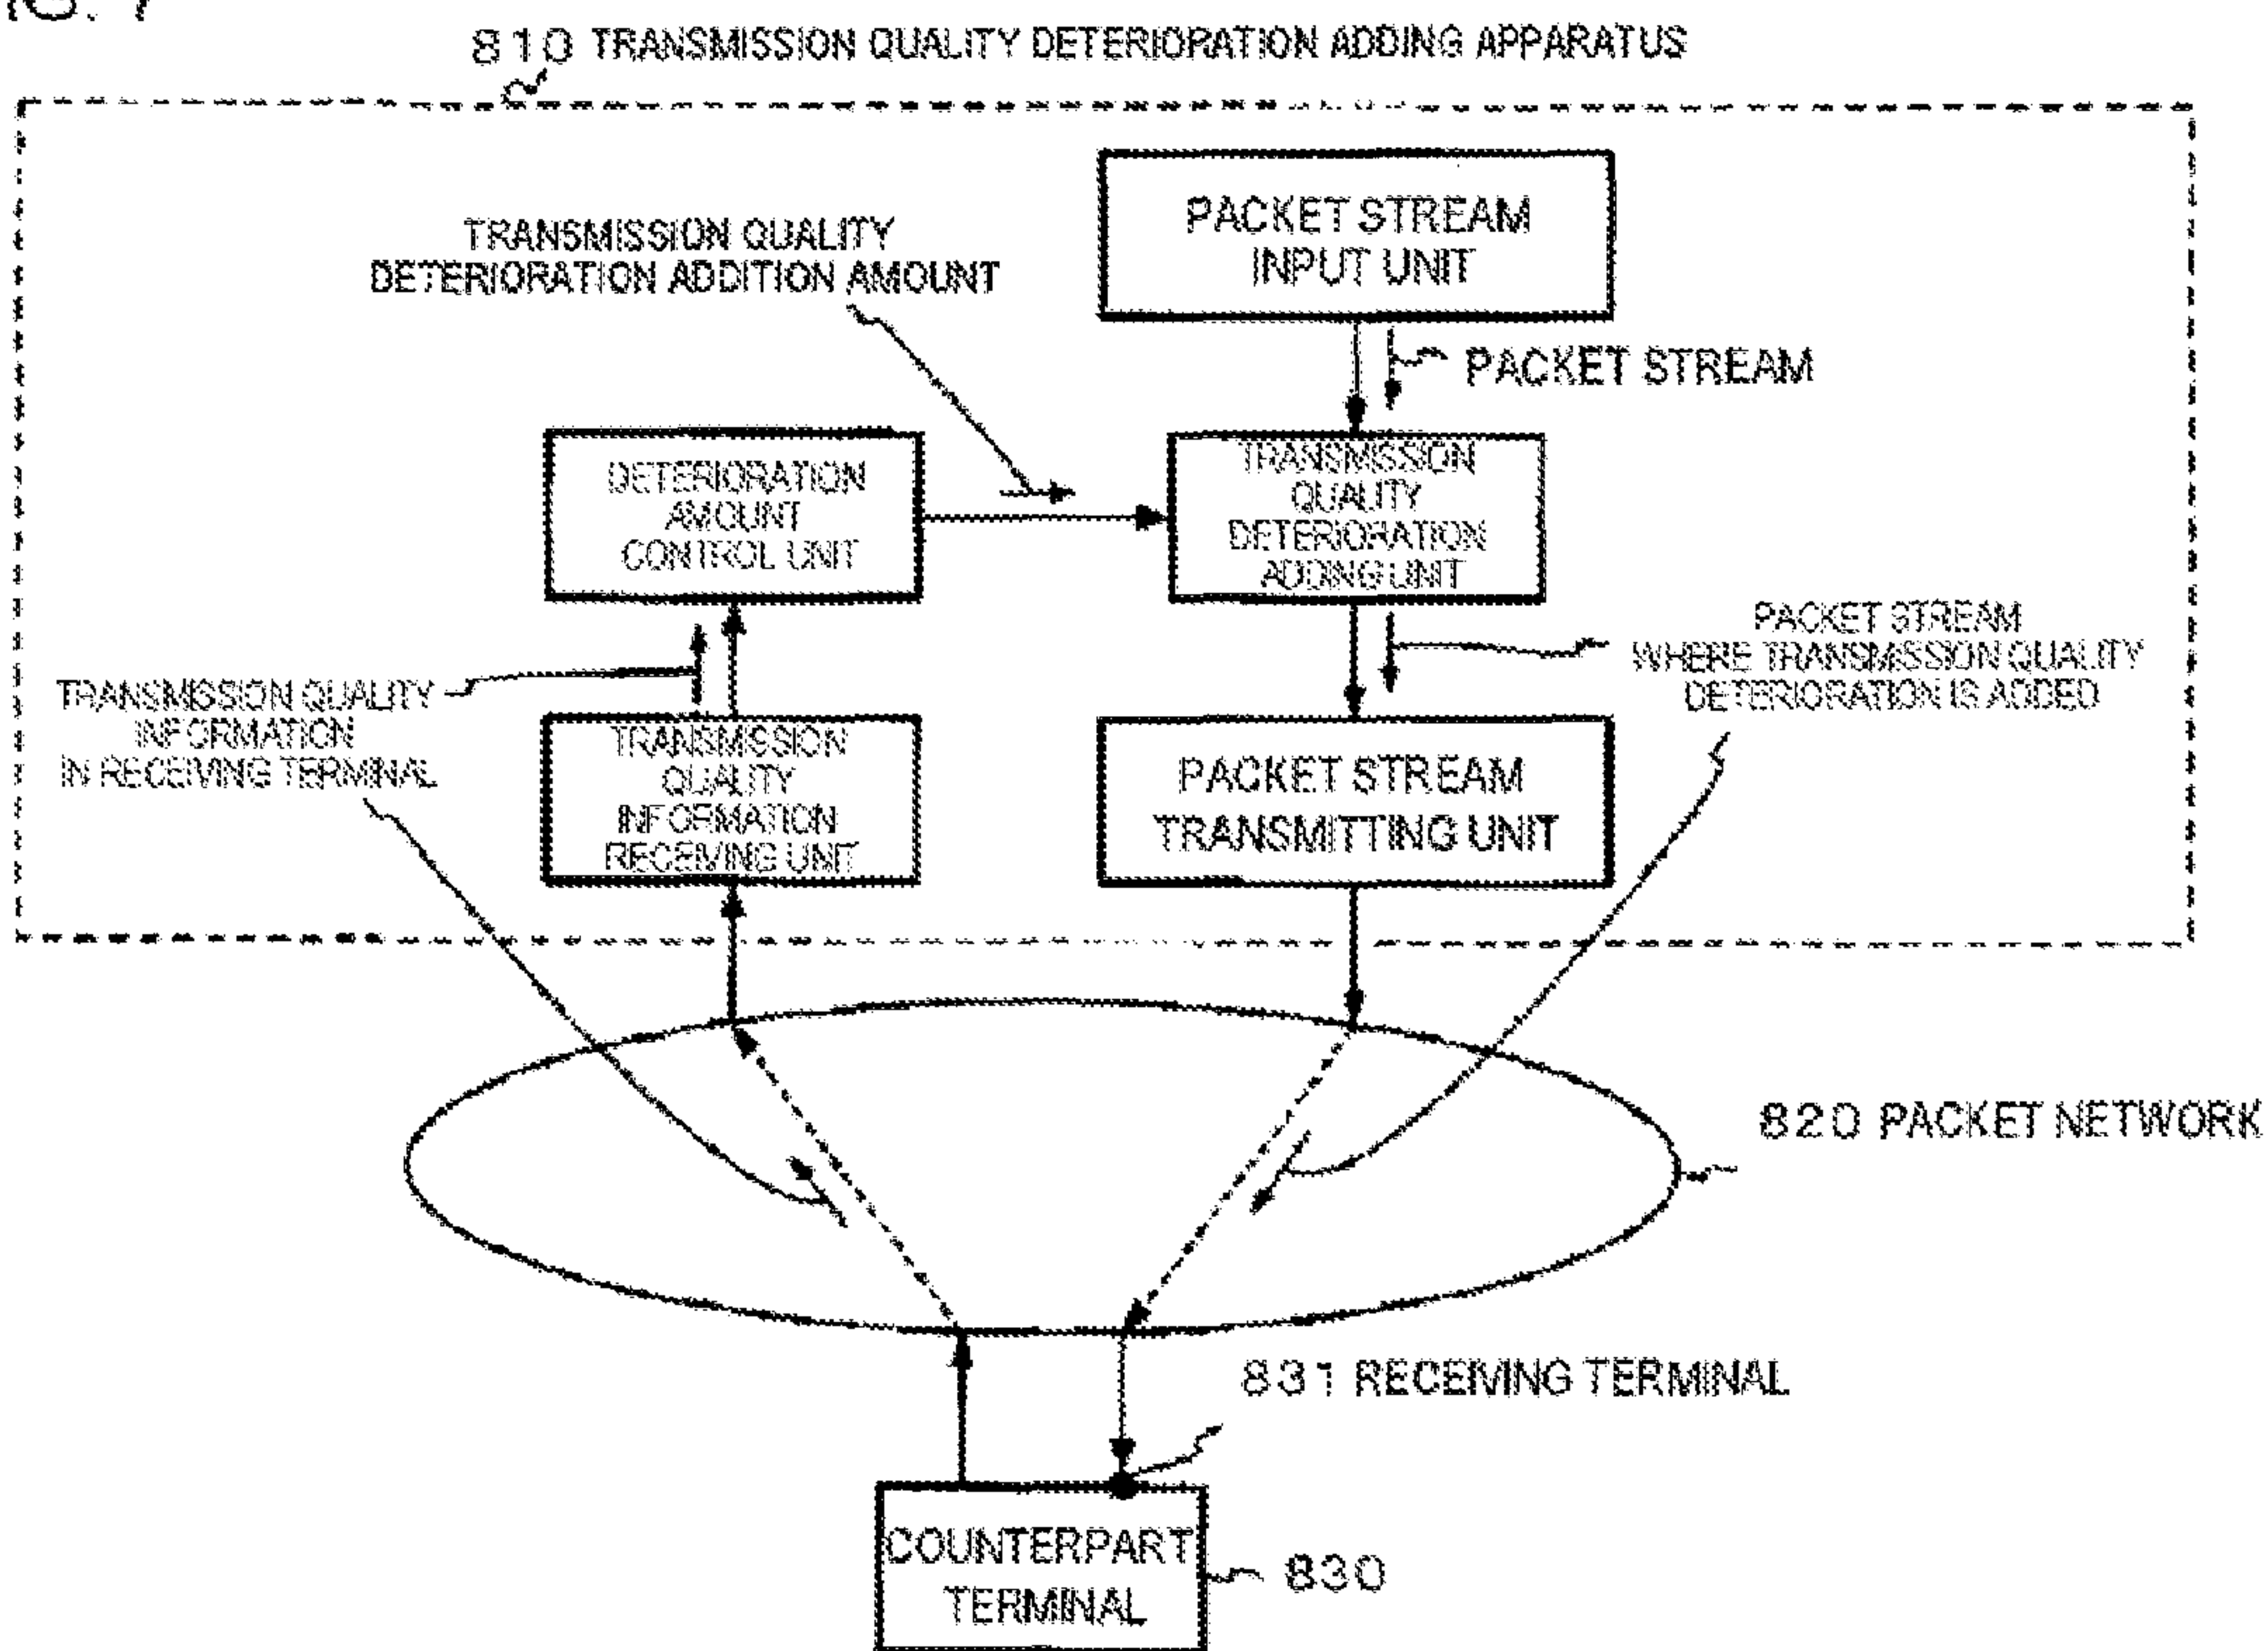 810 TRANSMISSION QUALITY DETERIORATION ADDING APPARATUS
PACKET STREAM
INPUT UNIT
TRANSMISSION QUALITY
DETERIORATION ADDITION AMOUNT
PACKET STREAM
DETERIORATION
AMOUNT
CONTROL UNIT
TRANSMISSION
QUALITY
DETERIORATION
ADDING UNIT
PACKET STREAM
WHERE TRANSMISSION QUALITY
DETERIORATION IS ADDED
TRANSMISSION QUALITY
INFORMATION
IN RECEIVING TERMINAL
TRANSMISSION
QUALITY
INFORMATION
RECEIVING UNIT
PACKET STREAM
TRANSMITTING UNIT
820 PACKET NETWORK
831 RECEIVING TERMINAL
COUNTERPART
TERMINAL
830